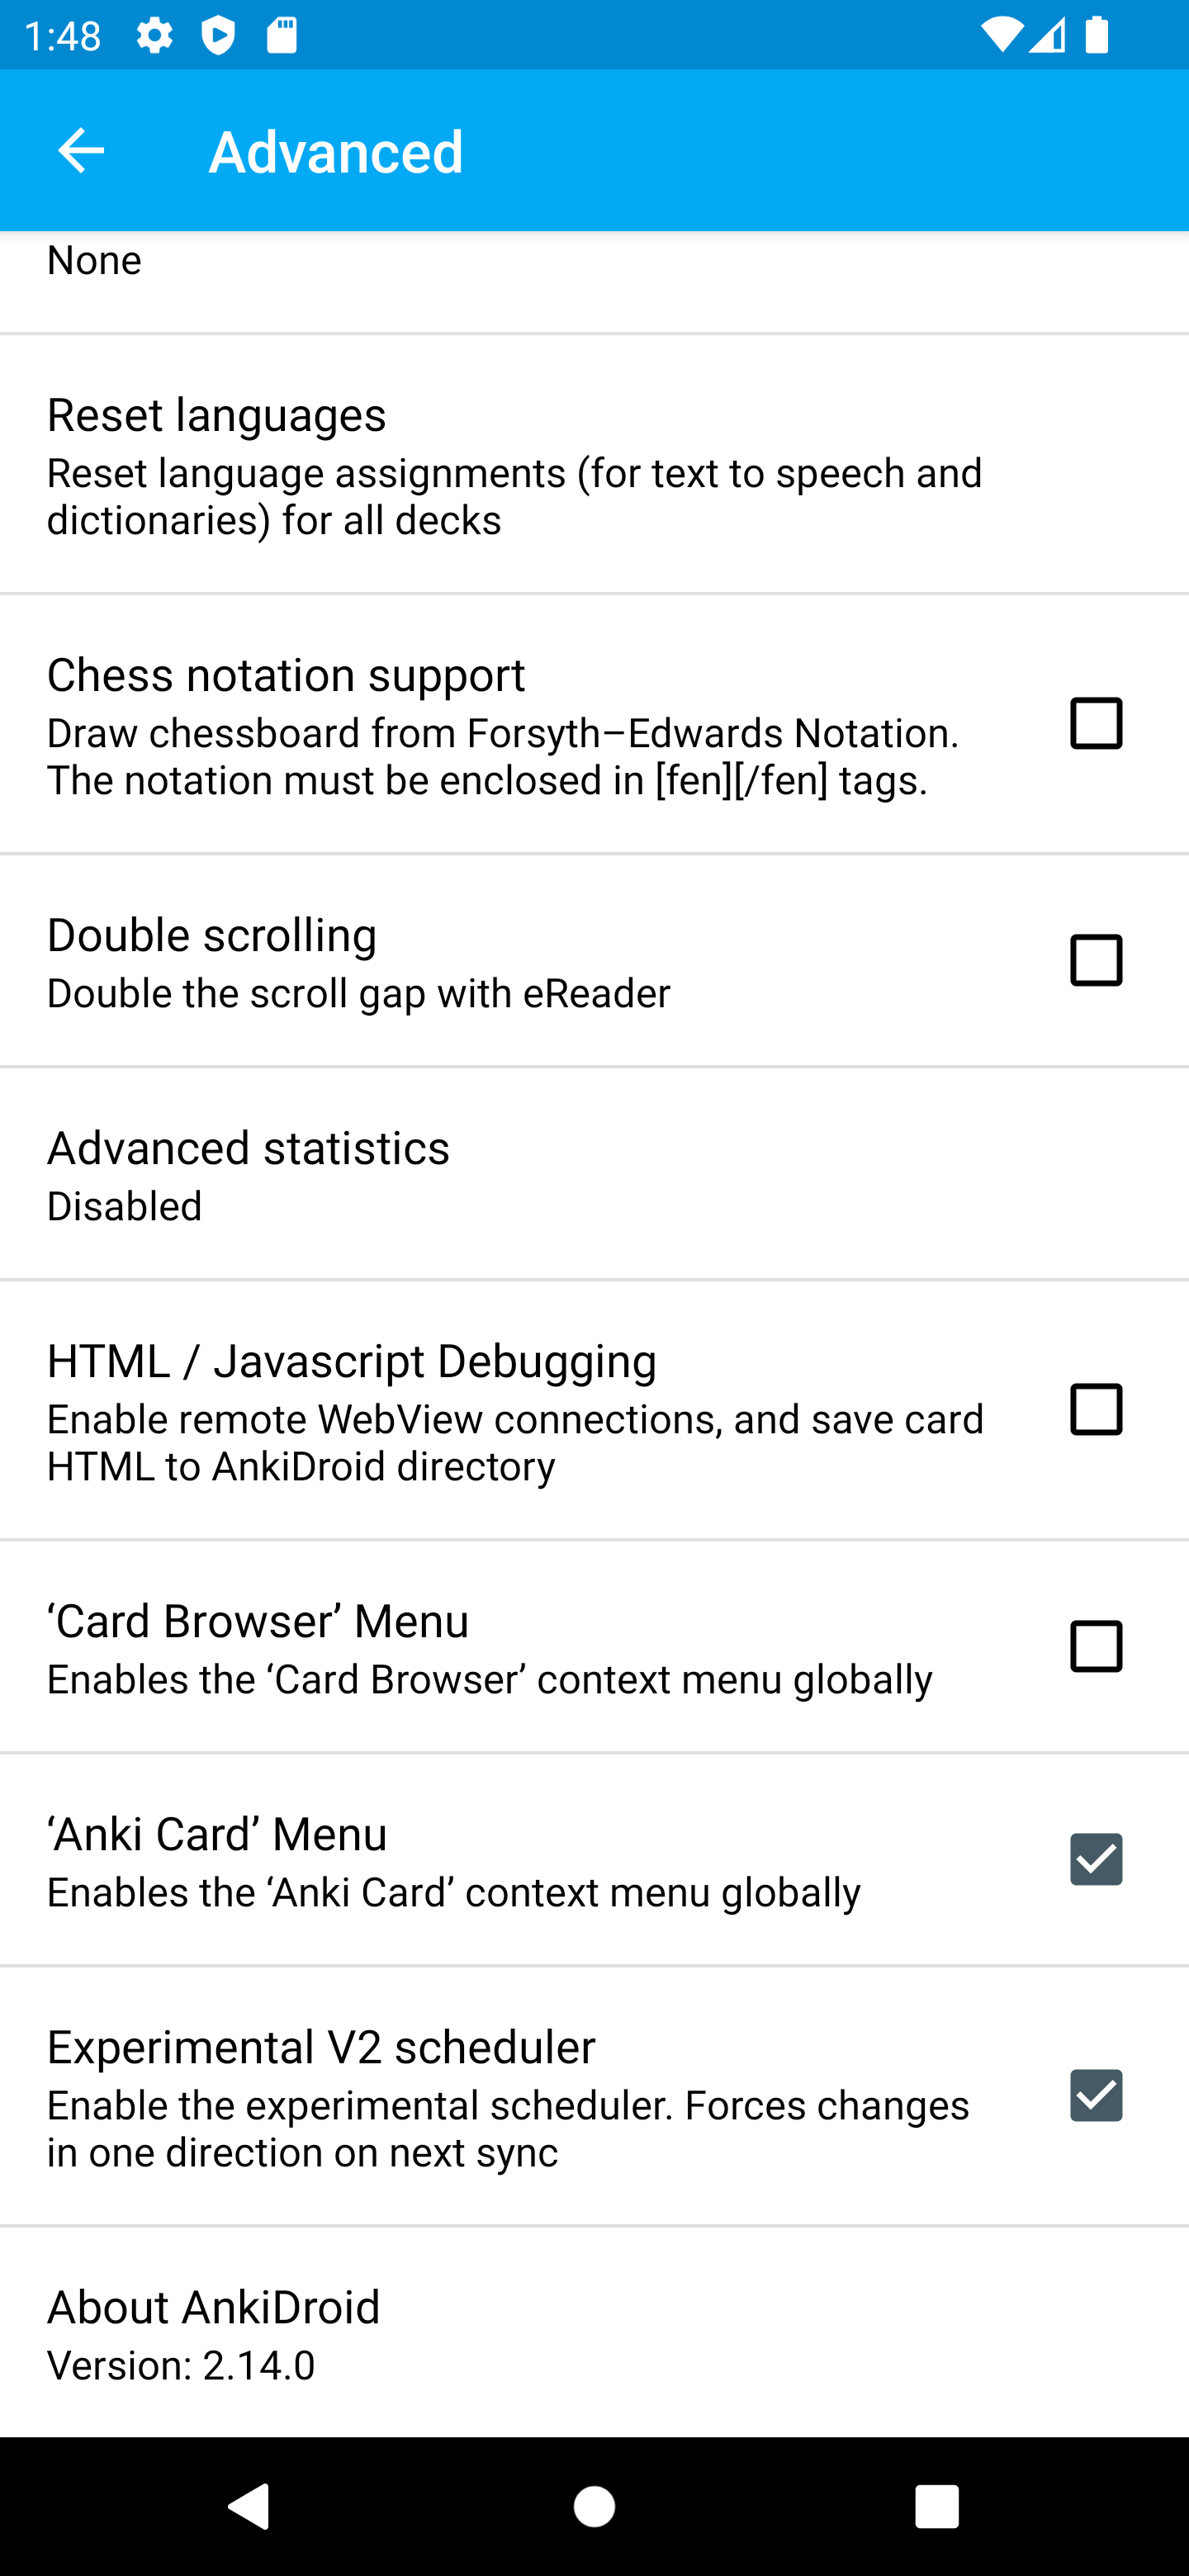 1:48
Advanced
None
Reset languages
Reset language assignments (for text to speech and
dictionaries) for all decks
Chess notation support
Draw chessboard from Forsyth–Edwards Notation.
The notation must be enclosed in [fen][/fen] tags.
Double scrolling
Double the scroll gap with eReader
Advanced statistics
Disabled
HTML / Javascript Debugging
Enable remote WebView connections, and save card
HTML to AnkiDroid directory
‘Card Browser’ Menu
Enables the ‘Card Browser’ context menu globally
‘Anki Card’ Menu
Enables the ‘Anki Card’ context menu globally
Experimental V2 scheduler
Enable the experimental scheduler. Forces changes
in one direction on next sync
About AnkiDroid
Version: 2.14.0